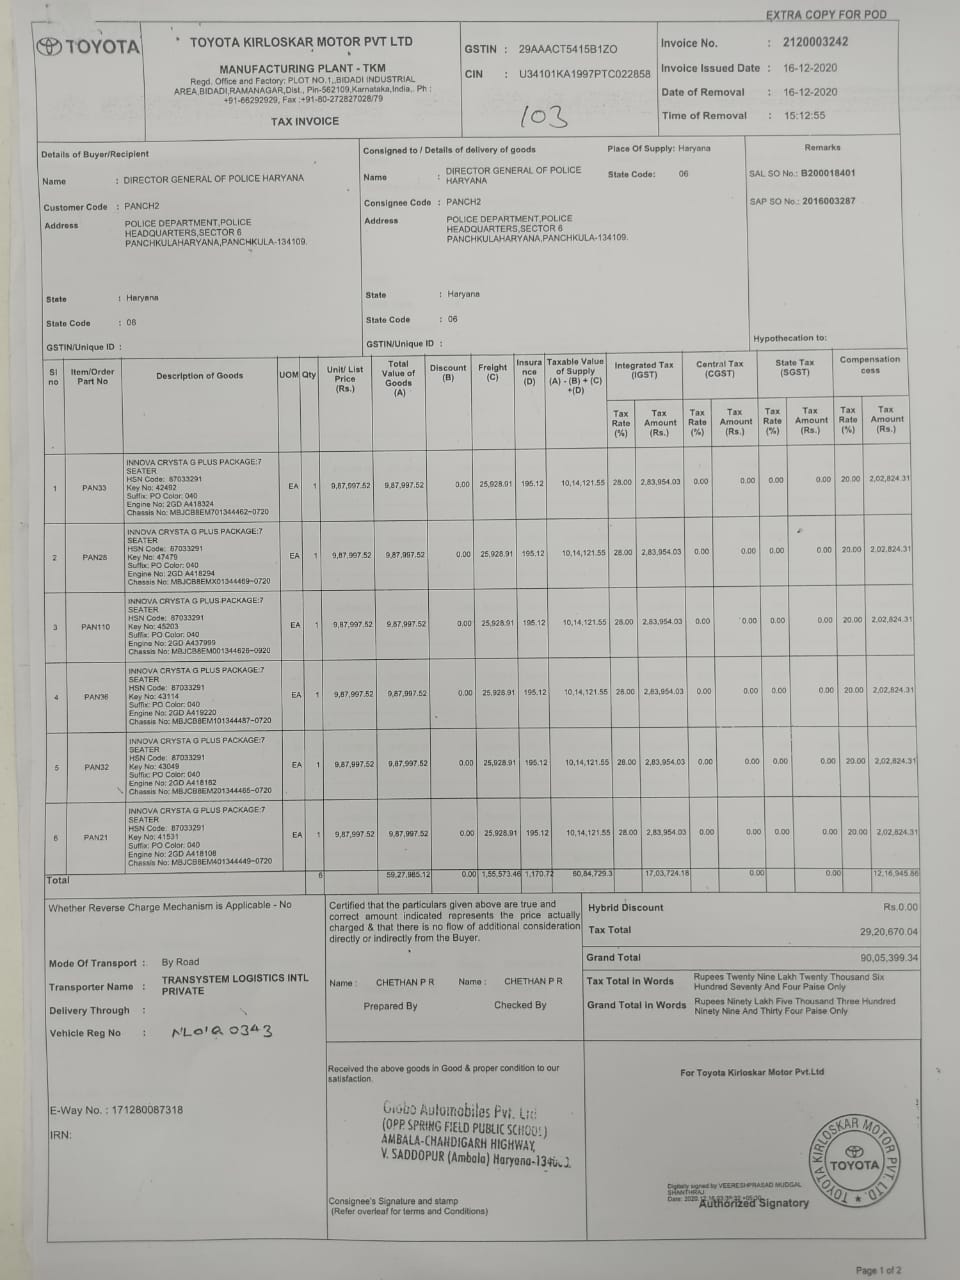 EXTRA COPY FOR POD
TOYOTA
TOYOTA KIRLOSKAR MOTOR PVT LTD
MANUFACTURING PLANT - TKM
Regd. Office and Factory: PLOT NO.1,,BIDADI INDUSTRIAL
AREA,BIDADI,RAMANAGAR,Dist., Pin-562109,Karnataka,India,. Ph :
+91-66292929, Fax :+91-80-272827028/79
TAX INVOICE
GSTIN : 29AAACT5415B1ZO
CIN : U34101KA1997PTC022858
103
Invoice No. : 2120003242
Invoice Issued Date : 16-12-2020
Date of Removal : 16-12-2020
Time of Removal : 15:12:55
Details of Buyer/Recipient
Name : DIRECTOR GENERAL OF POLICE HARYANA
Customer Code : PANCH2
Address POLICE DEPARTMENT,POLICE
HEADQUARTERS,SECTOR 6
PANCHKULAHARYANA,PANCHKULA-134109.
State : Haryana
State Code : 06
GSTIN/Unique ID :
Consigned to / Details of delivery of goods
Place Of Supply: Haryana
Name : DIRECTOR GENERAL OF POLICE
HARYANA
State Code: 06
Consignee Code : PANCH2
Address POLICE DEPARTMENT,POLICE
HEADQUARTERS,SECTOR 6
PANCHKULAHARYANA,PANCHKULA-134109.
State : Haryana
State Code : 06
GSTIN/Unique ID :
Remarks
SAL SO No.: B200018401
SAP SO No.: 2016003287
Hypothecation to:
Sl no Item/Order Part No Description of Goods UOM Qty Unit/ List Price (Rs.) Total Value of Goods (A) Discount (B) Freight (C) Insura nce (D) Taxable Value of Supply (A) - (B) + (C) +(D) Integrated Tax (IGST) Central Tax (CGST) State Tax (SGST) Compensation cess
Tax Rate (%) Tax Amount (Rs.) Tax Rate (%) Tax Amount (Rs.) Tax Rate (%) Tax Amount (Rs.) Tax Rate (%) Tax Amount (Rs.)
INNOVA CRYSTA G PLUS PACKAGE:7
SEATER
HSN Code: 87033291
1 PAN33 Key No: 42492 EA 1 9,87,997.52 9,87,997.52 0.00 25,928.91 195.12 10,14,121.55 28.00 2,83,954.03 0.00 0.00 0.00 0.00 20.00 2,02,824.31
Suffix: PO Color: 040
Engine No: 2GD A418324
Chassis No: MBJCB8EM701344462-0720
INNOVA CRYSTA G PLUS PACKAGE:7
SEATER
HSN Code: 87033291
2 PAN28 Key No: 47479 EA 1 9,87,997.52 9,87,997.52 0.00 25,928.91 195.12 10,14,121.55 28.00 2,83,954.03 0.00 0.00 0.00 0.00 20.00 2,02,824.31
Suffix: PO Color: 040
Engine No: 2GD A418294
Chassis No: MBJCB8EMX01344469-0720
INNOVA CRYSTA G PLUS PACKAGE:7
SEATER
HSN Code: 87033291
3 PAN110 Key No: 45203 EA 1 9,87,997.52 9,87,997.52 0.00 25,928.91 195.12 10,14,121.55 28.00 2,83,954.03 0.00 0.00 0.00 0.00 20.00 2,02,824.31
Suffix: PO Color: 040
Engine No: 2GD A437999
Chassis No: MBJCB8EM001344626-0920
INNOVA CRYSTA G PLUS PACKAGE:7
SEATER
HSN Code: 87033291
4 PAN36 Key No: 43114 EA 1 9,87,997.52 9,87,997.52 0.00 25,928.91 195.12 10,14,121.55 28.00 2,83,954.03 0.00 0.00 0.00 0.00 20.00 2,02,824.31
Suffix: PO Color: 040
Engine No: 2GD A419220
Chassis No: MBJCB8EM101344487-0720
INNOVA CRYSTA G PLUS PACKAGE:7
SEATER
HSN Code: 87033291
5 PAN32 Key No: 43049 EA 1 9,87,997.52 9,87,997.52 0.00 25,928.91 195.12 10,14,121.55 28.00 2,83,954.03 0.00 0.00 0.00 0.00 20.00 2,02,824.31
Suffix: PO Color: 040
Engine No: 2GD A418162
Chassis No: MBJCB8EM201344465-0720
INNOVA CRYSTA G PLUS PACKAGE:7
SEATER
HSN Code: 87033291
6 PAN21 Key No: 41531 EA 1 9,87,997.52 9,87,997.52 0.00 25,928.91 195.12 10,14,121.55 28.00 2,83,954.03 0.00 0.00 0.00 0.00 20.00 2,02,824.31
Suffix: PO Color: 040
Engine No: 2GD A418108
Chassis No: MBJCB8EM401344449-0720
Total 6 59,27,985.12 0.00 1,55,573.46 1,170.72 60,84,729.3 17,03,724.18 0.00 0.00 12,16,945.86
Whether Reverse Charge Mechanism is Applicable - No
Mode Of Transport : By Road
Transporter Name : TRANSYSTEM LOGISTICS INTL
PRIVATE
Delivery Through :
Vehicle Reg No : NL01Q 0343
E-Way No. : 171280087318
IRN:
Certified that the particulars given above are true and
correct amount indicated represents the price actually
charged & that there is no flow of additional consideration
directly or indirectly from the Buyer.
Name : CHETHAN P R Name : CHETHAN P R
Prepared By Checked By
Hybrid Discount Rs.0.00
Tax Total 29,20,670.04
Grand Total 90,05,399.34
Tax Total in Words Rupees Twenty Nine Lakh Twenty Thousand Six
Hundred Seventy And Four Paise Only
Grand Total in Words Rupees Ninety Lakh Five Thousand Three Hundred
Ninety Nine And Thirty Four Paise Only
Received the above goods in Good & proper condition to our
satisfaction.
Globe Automobiles Pvt. Ltd.
(OPP. SPRING FIELD PUBLIC SCHOOL)
AMBALA-CHANDIGARH HIGHWAY,
V. SADDOPUR (Ambala) Haryana-
Consignee's Signature and stamp
(Refer overleaf for terms and Conditions)
For Toyota Kirloskar Motor Pvt.Ltd
TOYOTA KIRLOSKAR MOTOR PVT. LTD.
TOYOTA
Digitally signed by VEERESHPRASAD MUDGAL
SHANTHRAJ
Authorized Signatory
Page 1 of 2